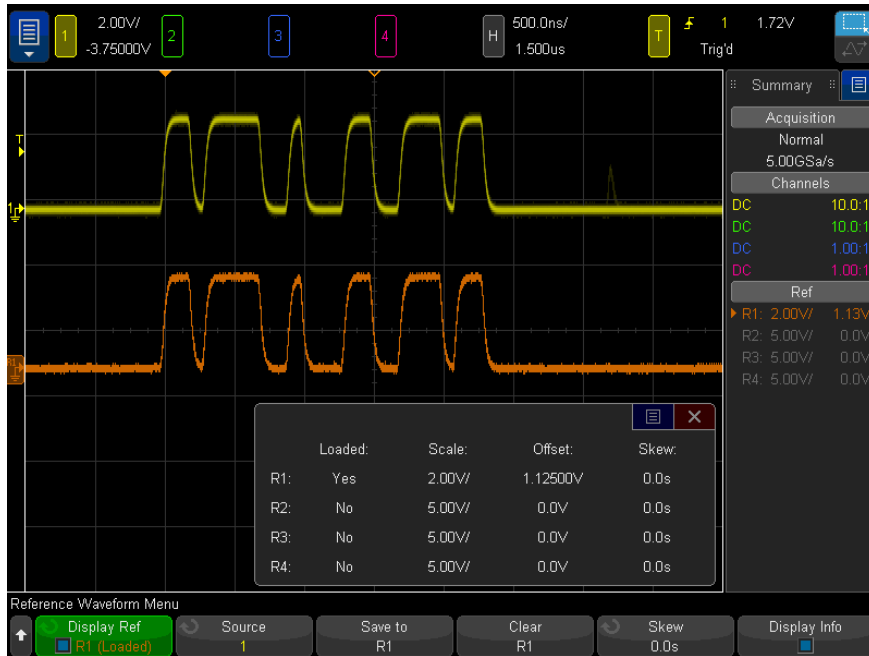 1 2.00V/ -3.75000V 2 3 4 H 500.0ns/ 1.500us T 1 1.72V Trig'd
Summary
Acquisition
Normal
5.00GSa/s
Channels
DC 10.0:1
DC 10.0:1
DC 1.00:1
DC 1.00:1
Ref
R1: 2.00V/ 1.13V
R2: 5.00V/ 0.0V
R3: 5.00V/ 0.0V
R4: 5.00V/ 0.0V
T
1
R1
Loaded: Scale: Offset: Skew:
R1: Yes 2.00V/ 1.12500V 0.0s
R2: No 5.00V/ 0.0V 0.0s
R3: No 5.00V/ 0.0V 0.0s
R4: No 5.00V/ 0.0V 0.0s
Reference Waveform Menu
Display Ref
R1 (Loaded)
Source
1
Save to
R1
Clear
R1
Skew
0.0s
Display Info